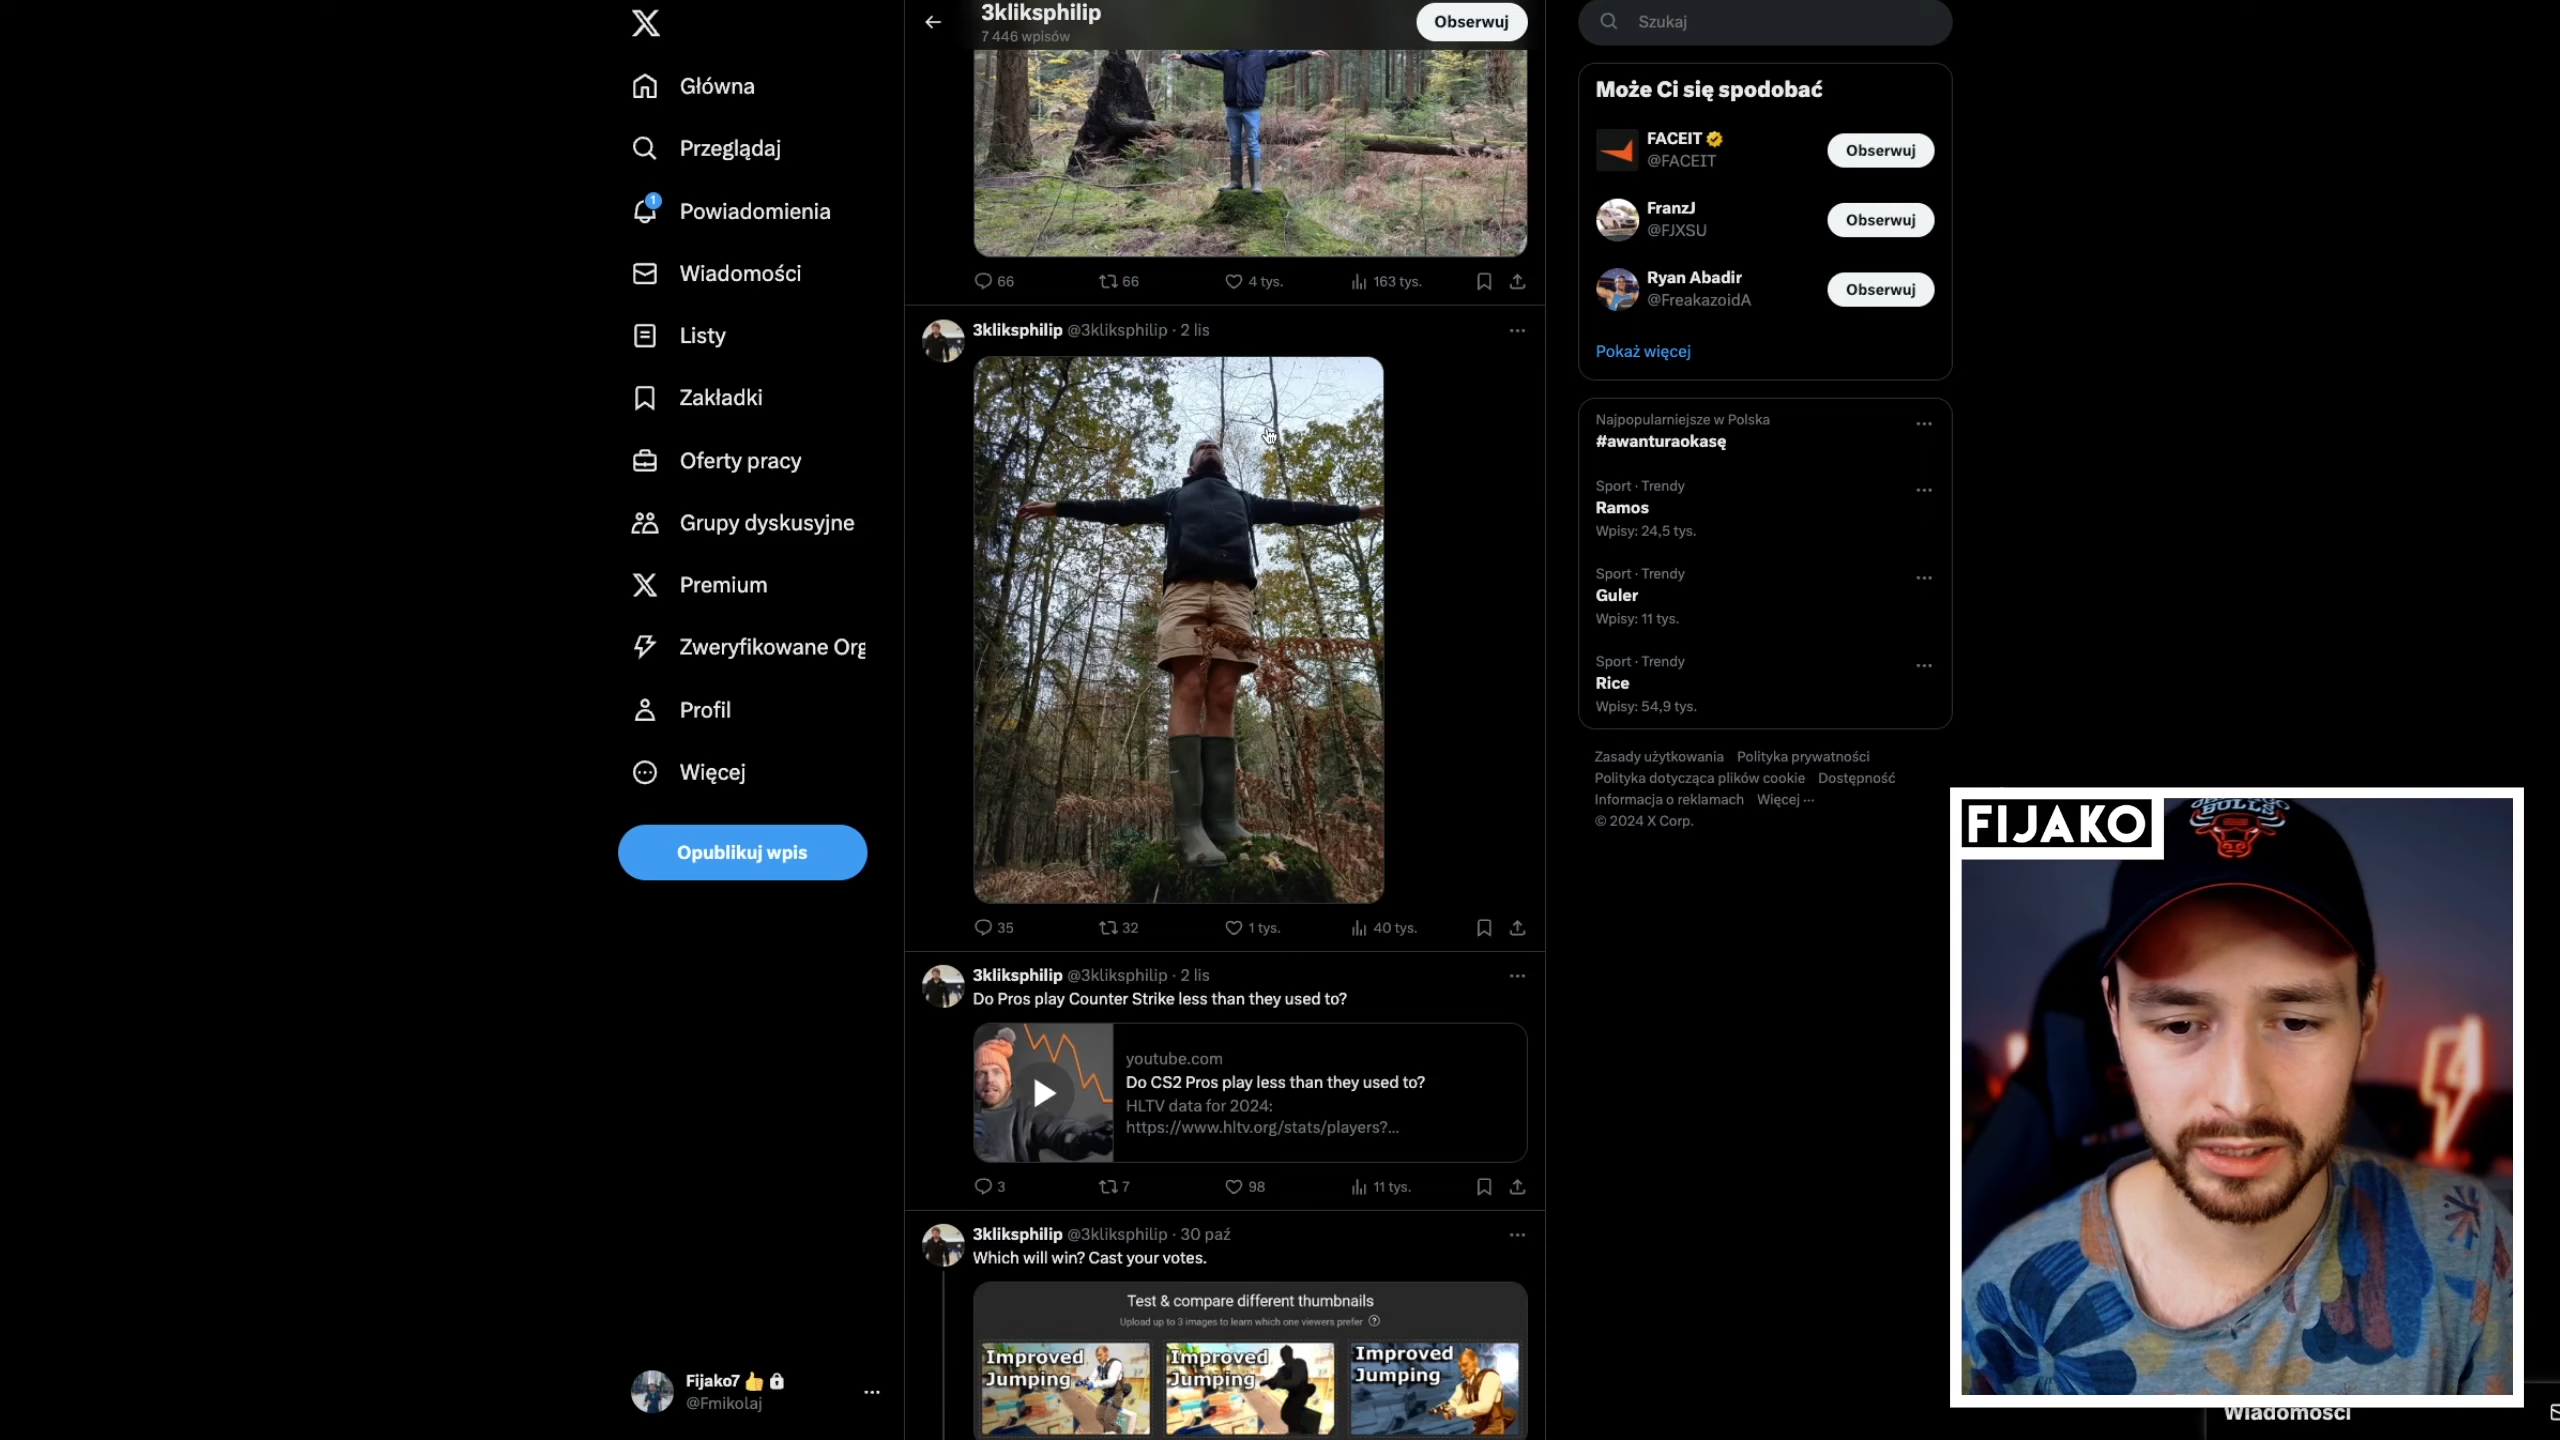 Główna
Przeglądaj
1
Powiadomienia
Wiadomości
Listy
Zakładki
Oferty pracy
Grupy dyskusyjne
Premium
Zweryfikowane Org
Profil
Więcej
Opublikuj wpis
Fijako7
@Fmikolaj
3kliksphilip
7 446 wpisów
Obserwuj
66
66
4 tys.
163 tys.
3kliksphilip @3kliksphilip · 2 lis
35
32
1 tys.
40 tys.
3kliksphilip @3kliksphilip · 2 lis
Do Pros play Counter Strike less than they used to?
youtube.com
Do CS2 Pros play less than they used to?
HLTV data for 2024:
https://www.hltv.org/stats/players?...
3
7
98
11 tys.
3kliksphilip @3kliksphilip · 30 paź
Which will win? Cast your votes.
Test & compare different thumbnails
Upload up to 3 images to learn which one viewers prefer
Improved
Jumping
Improved
Jumping
Improved
Jumping
Szukaj
Może Ci się spodobać
FACEIT
@FACEIT
Obserwuj
FranzJ
@FJXSU
Obserwuj
Ryan Abadir
@FreakazoidA
Obserwuj
Pokaż więcej
Najpopularniejsze w Polska
#awanturaokasę
Sport · Trendy
Ramos
Wpisy: 24,5 tys.
Sport · Trendy
Guler
Wpisy: 11 tys.
Sport · Trendy
Rice
Wpisy: 54,9 tys.
Zasady użytkowania Polityka prywatności
Polityka dotycząca plików cookie Dostępność
Informacja o reklamach Więcej ...
© 2024 X Corp.
FIJAKO
BULLS
Wiadomości